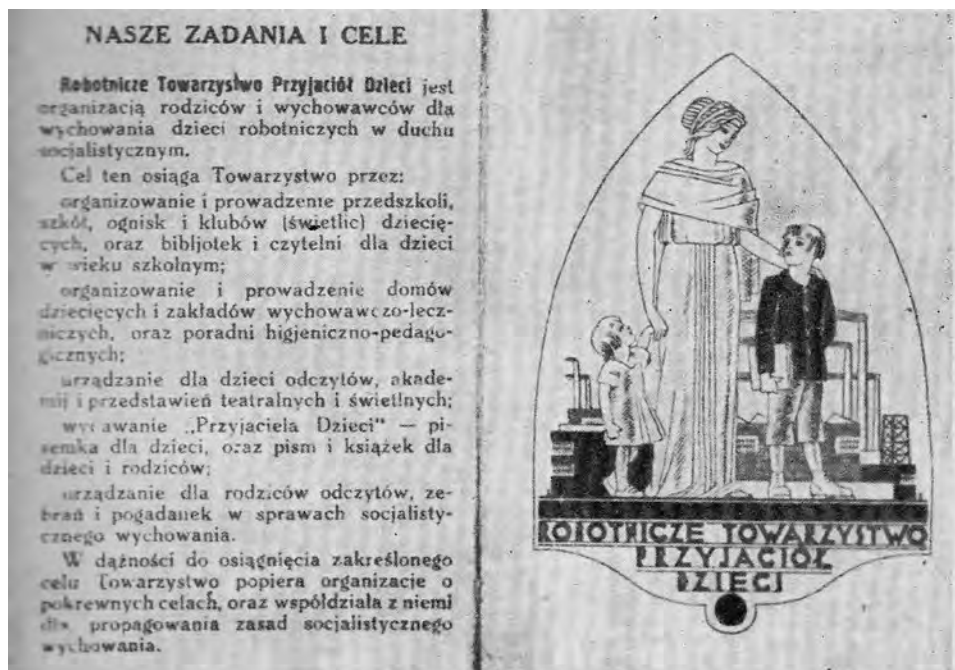 NASZE ZADANIA I CELE
Robotnicze Towarzystwo Przyjaciół Dzieci jest
organizacją rodziców i wychowawców dla
wychowania dzieci robotniczych w duchu
socjalistycznym.
Cel ten osiąga Towarzystwo przez:
organizowanie i prowadzenie przedszkoli,
szkół, ognisk i klubów (świetlic) dziecię-
cych, oraz bibljotek i czytelni dla dzieci
w wieku szkolnym;
organizowanie i prowadzenie domów
dziecięcych i zakładów wychowawczo-lecz-
niczych, oraz poradni higjeniczno-pedago-
gicznych;
urządzanie dla dzieci odczytów, akade-
mij i przedstawień teatralnych i świetlnych;
wydawanie „Przyjaciela Dzieci" — pi-
semka dla dzieci, oraz pism i książek dla
dzieci i rodziców;
urządzanie dla rodziców odczytów, ze-
brań i pogadanek w sprawach socjalisty-
cznego wychowania.
W dążności do osiągnięcia zakreślonego
celu Towarzystwo popiera organizacje o
pokrewnych celach, oraz współdziała z niemi
dla propagowania zasad socjalistycznego
wychowania.
ROBOTNICZE TOWARZYSTWO
PRZYJACIÓŁ
DZIECI